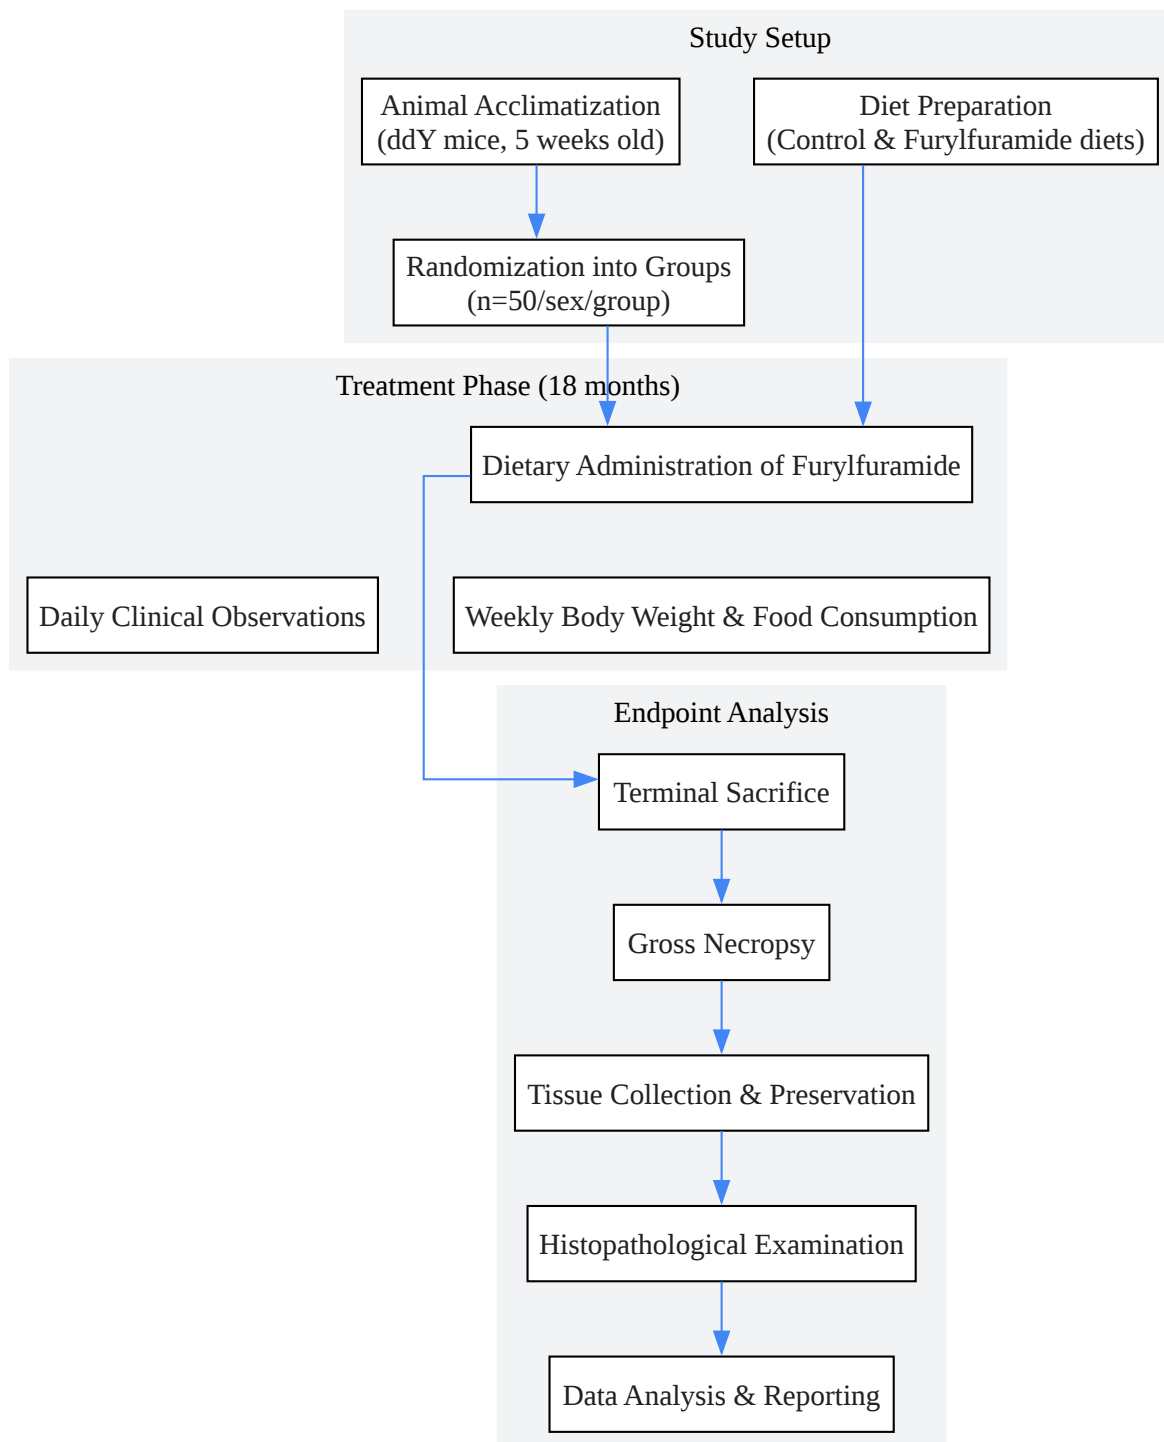 Study Setup
Animal Acclimatization
(ddY mice, 5 weeks old)
Diet Preparation
(Control & Furylfuramide diets)
Randomization into Groups
(n=50/sex/group)
Treatment Phase (18 months)
Dietary Administration of Furylfuramide
Daily Clinical Observations
Weekly Body Weight & Food Consumption
Endpoint Analysis
Terminal Sacrifice
Gross Necropsy
Tissue Collection & Preservation
Histopathological Examination
Data Analysis & Reporting